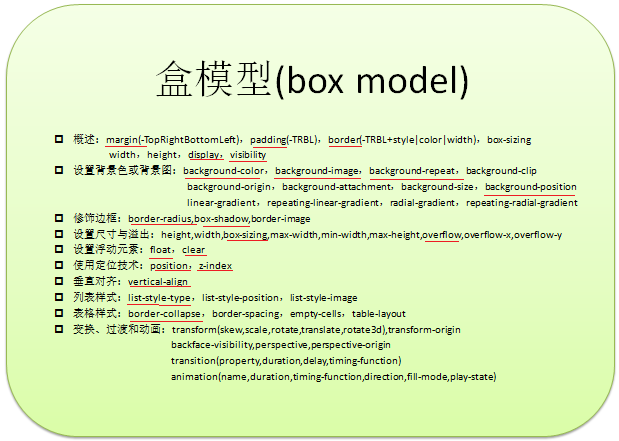 盒模型(box model)
概述：margin(-TopRightBottomLeft)，padding(-TRBL)，border(-TRBL+style|color|width)，box-sizing
width，height，display，visibility
设置背景色或背景图：background-color，background-image，background-repeat，background-clip
background-origin，background-attachment，background-size，background-position
linear-gradient，repeating-linear-gradient，radial-gradient，repeating-radial-gradient
修饰边框：border-radius,box-shadow,border-image
设置尺寸与溢出：height,width,box-sizing,max-width,min-width,max-height,overflow,overflow-x,overflow-y
设置浮动元素：float，clear
使用定位技术：position，z-index
垂直对齐：vertical-align
列表样式：list-style-type，list-style-position，list-style-image
表格样式：border-collapse，border-spacing，empty-cells，table-layout
变换、过渡和动画：transform(skew,scale,rotate,translate,rotate3d),transform-origin
backface-visibility,perspective,perspective-origin
transition(property,duration,delay,timing-function)
animation(name,duration,timing-function,direction,fill-mode,play-state)